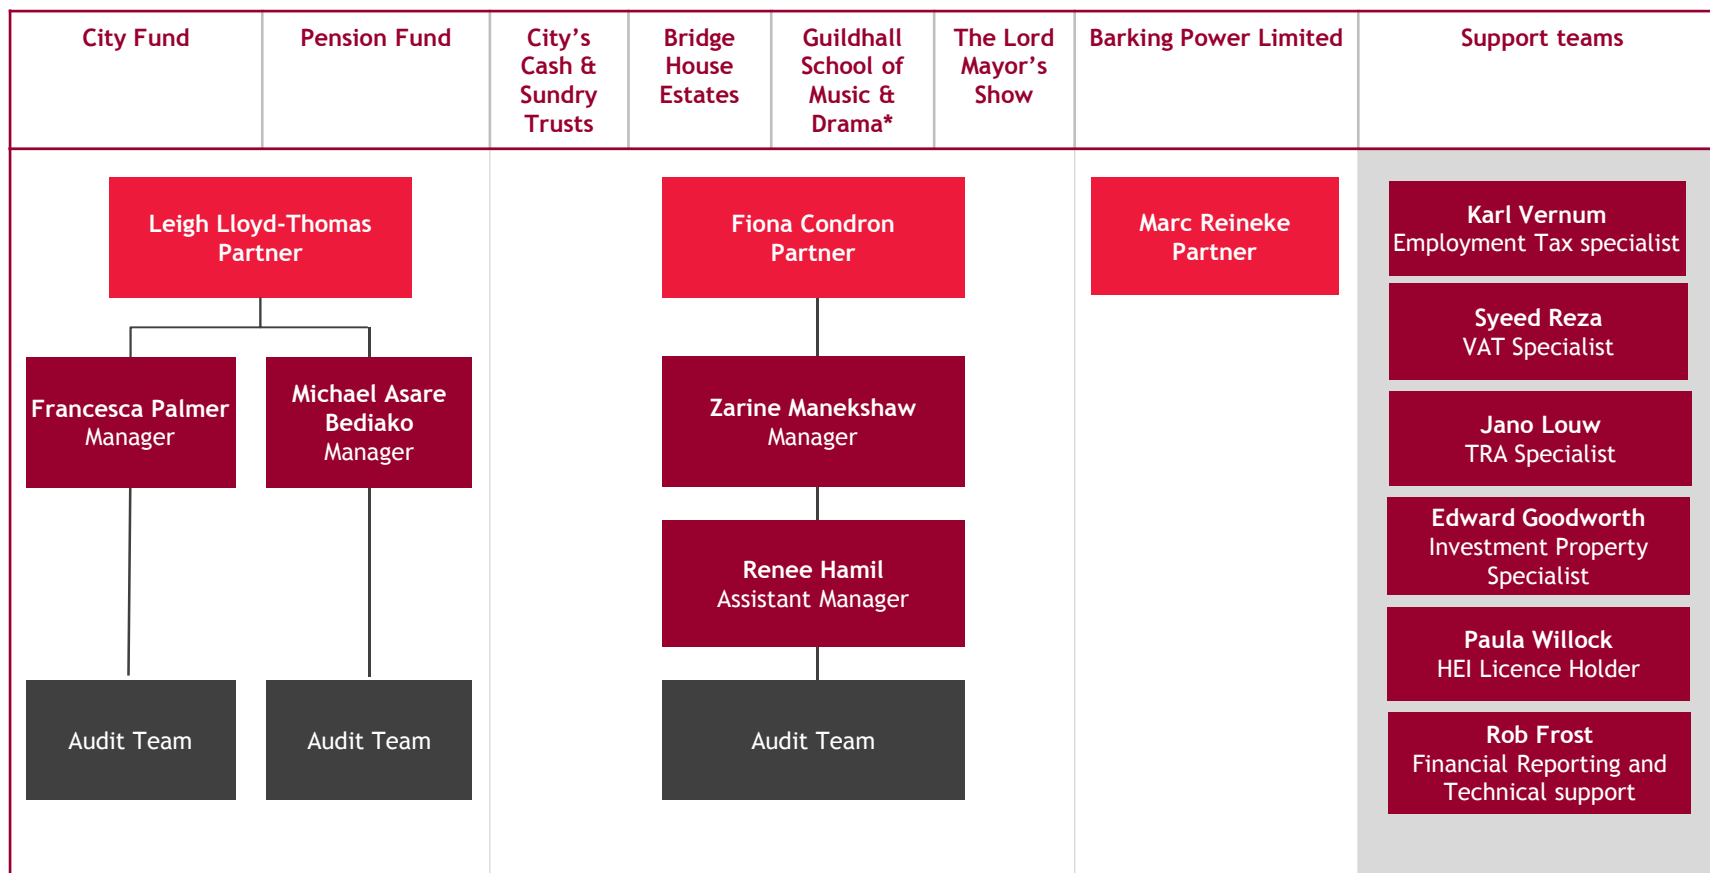 City Fund
Pension Fund
City’s
Cash &
Sundry
Trusts
Bridge
House
Estates
Guildhall
School of
Music &
Drama*
The Lord
Mayor’s
Show
Barking Power Limited
Support teams
Leigh Lloyd-Thomas
Partner
Francesca Palmer
Manager
Michael Asare
Bediako
Manager
Audit Team
Audit Team
Fiona Condron
Partner
Zarine Manekshaw
Manager
Renee Hamil
Assistant Manager
Audit Team
Marc Reineke
Partner
Karl Vernum
Employment Tax specialist
Syeed Reza
VAT Specialist
Jano Louw
TRA Specialist
Edward Goodworth
Investment Property
Specialist
Paula Willock
HEI Licence Holder
Rob Frost
Financial Reporting and
Technical support